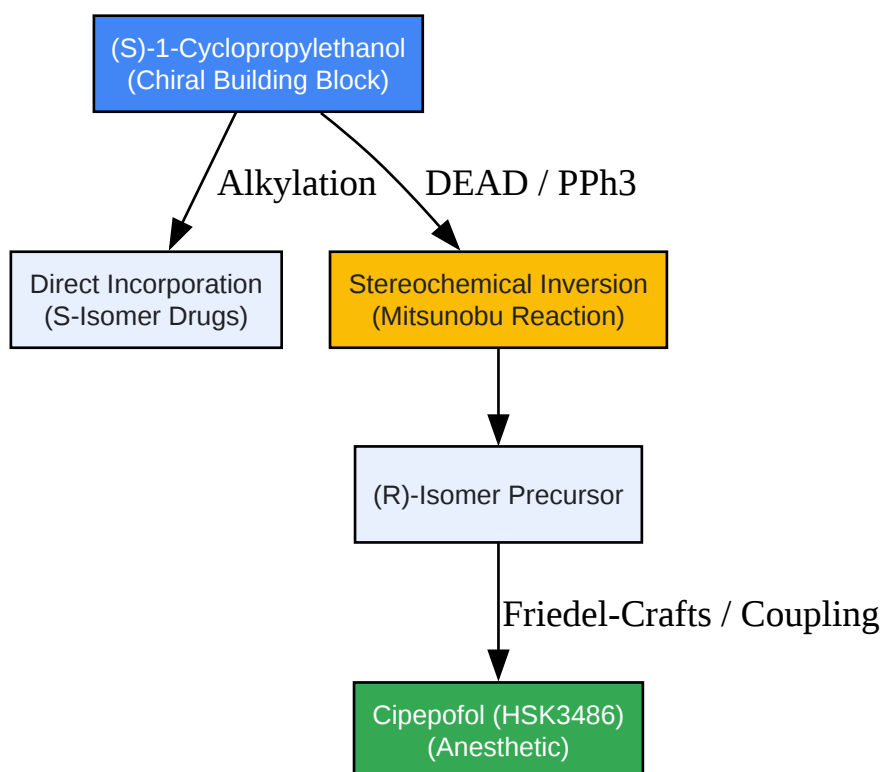 (S)-1-Cyclopropylethanol
(Chiral Building Block)
Alkylation
DEAD / PPh3
Direct Incorporation
(S-Isomer Drugs)
Stereochemical Inversion
(Mitsunobu Reaction)
(R)-Isomer Precursor
Friedel-Crafts / Coupling
Cipepofol (HSK3486)
(Anesthetic)